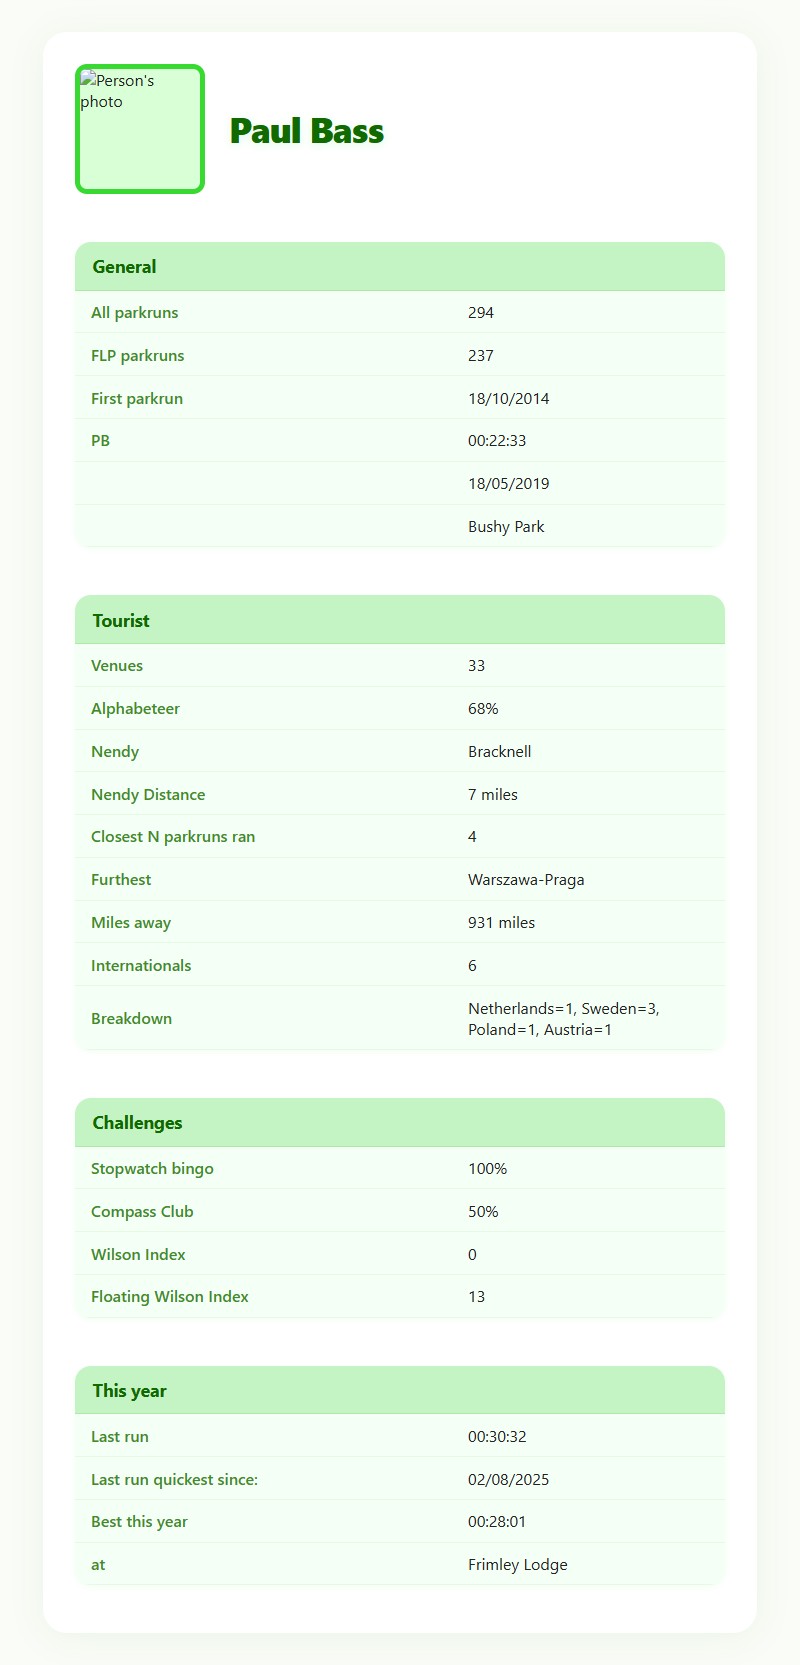 Person's
photo
Paul Bass
General
All parkruns 294
FLP parkruns 237
First parkrun 18/10/2014
PB 00:22:33
18/05/2019
Bushy Park
Tourist
Venues 33
Alphabeteer 68%
Nendy Bracknell
Nendy Distance 7 miles
Closest N parkruns ran 4
Furthest Warszawa-Praga
Miles away 931 miles
Internationals 6
Breakdown Netherlands=1, Sweden=3,
Poland=1, Austria=1
Challenges
Stopwatch bingo 100%
Compass Club 50%
Wilson Index 0
Floating Wilson Index 13
This year
Last run 00:30:32
Last run quickest since: 02/08/2025
Best this year 00:28:01
at Frimley Lodge